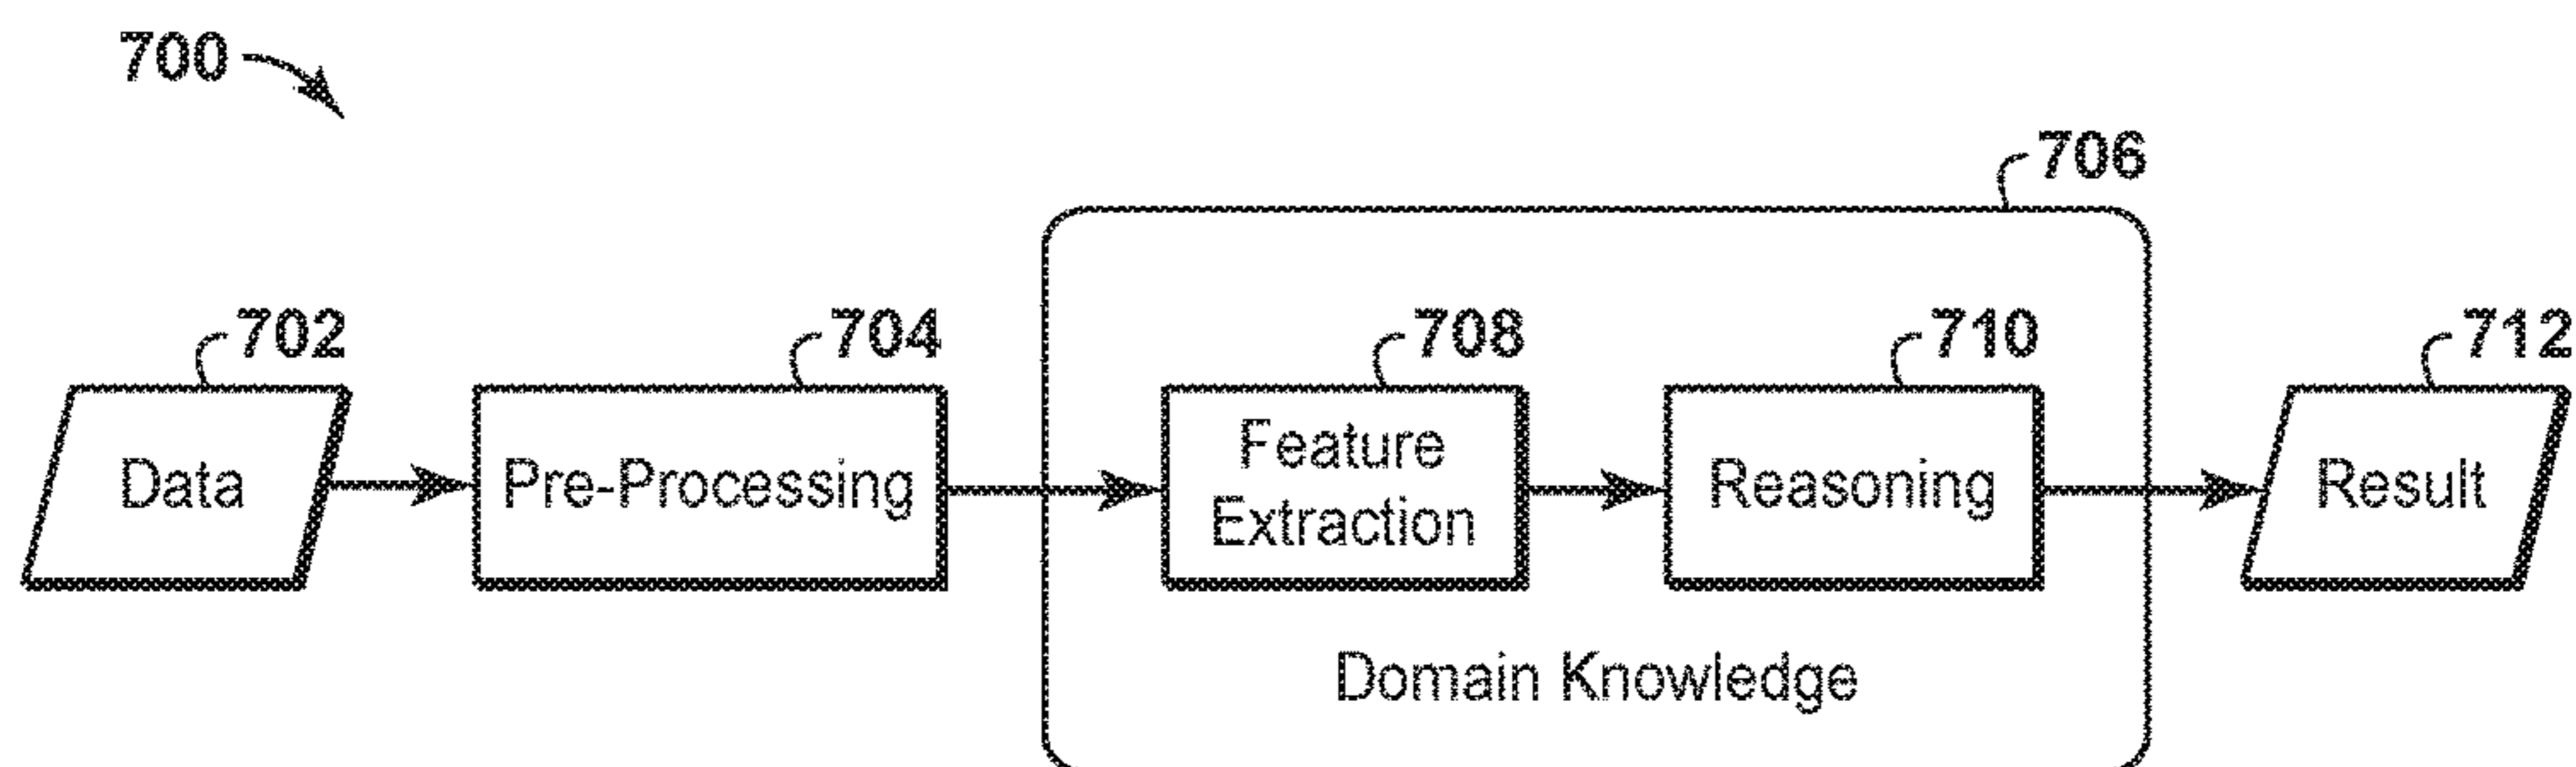 700
706
702
704
708
710
712
Data
Pre-Processing
Feature
Extraction
Reasoning
Result
Domain Knowledge